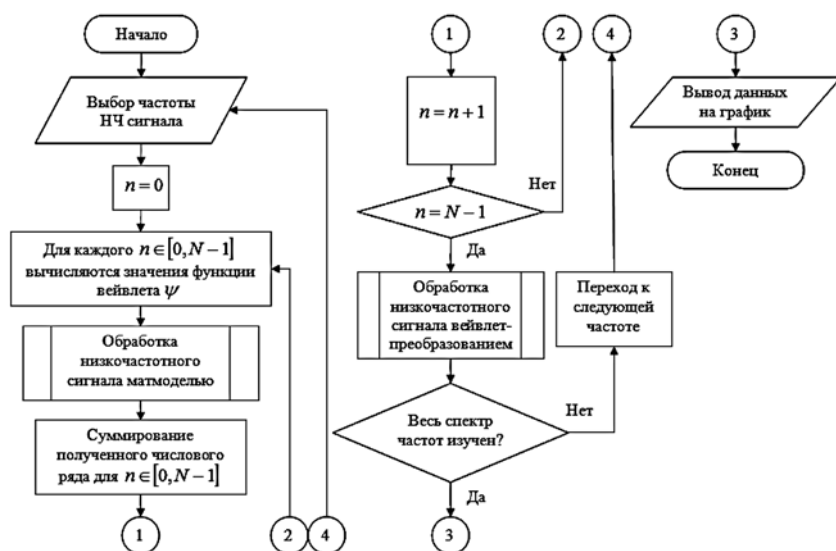 Начало
Выбор частоты
НЧ сигнала
n = 0
Для каждого n ∈ [0, N − 1]
вычисляются значения функции
вейвлета ψ
Обработка
низкочастотного
сигнала матмоделью
Суммирование
полученного числового
ряда для n ∈ [0, N − 1]
1
2
4
1
n = n + 1
n = N − 1
Нет
2
Да
Обработка
низкочастотного
сигнала вейвлет-
преобразованием
Весь спектр
частот изучен?
Нет
Да
3
4
Переход к
следующей
частоте
3
Вывод данных
на график
Конец